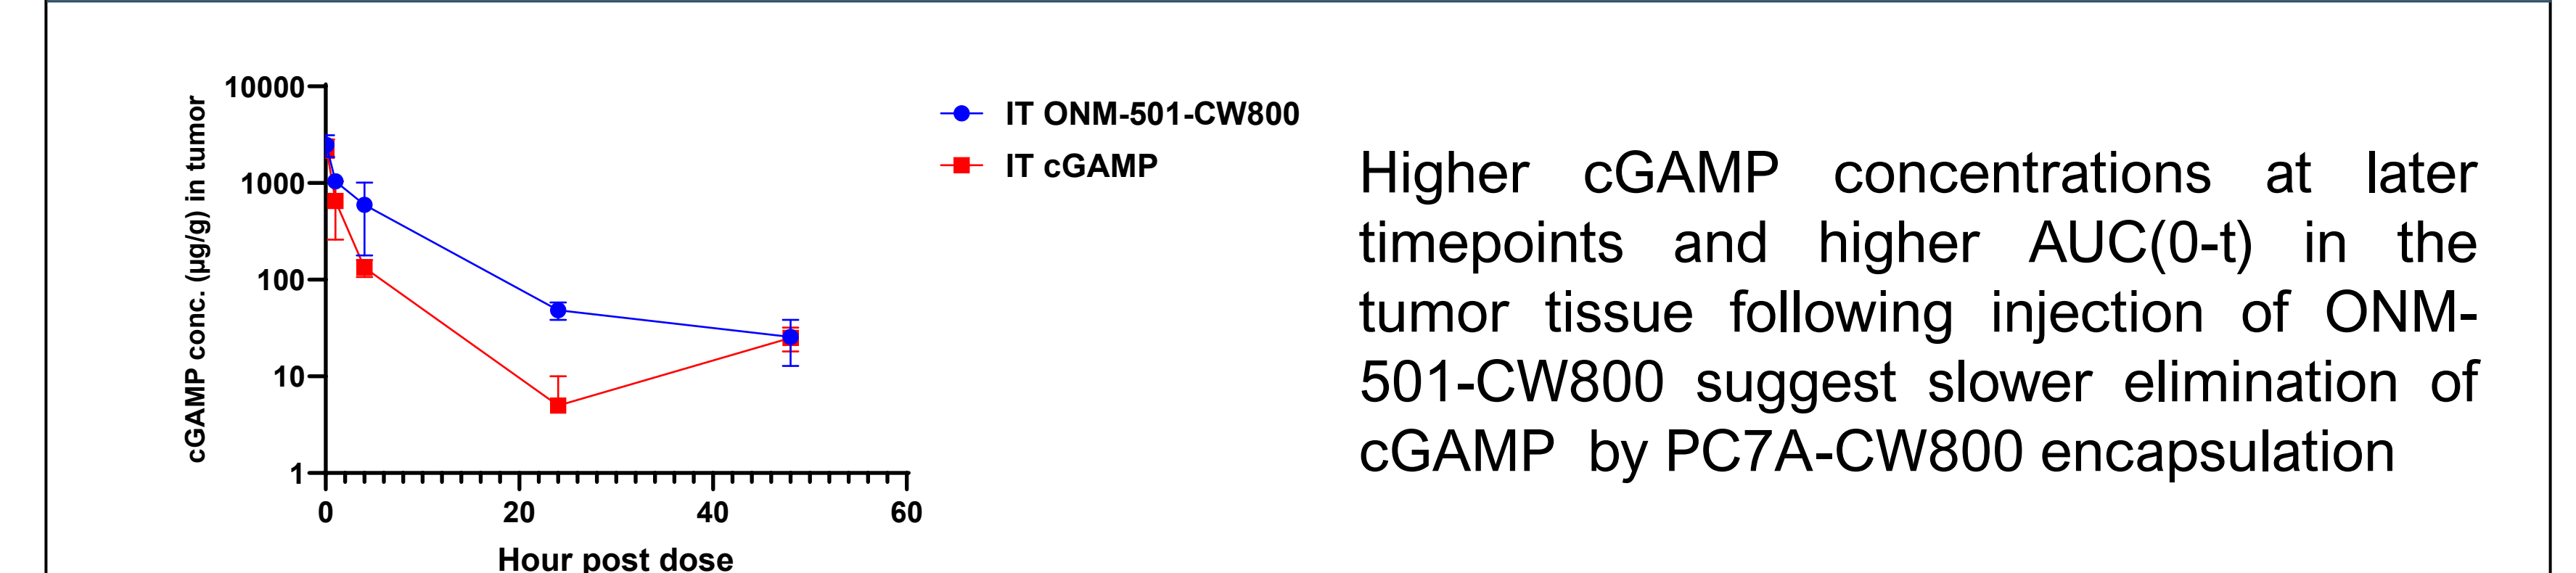 10000
1000
100
10
1
cGAMP conc. (µg/g) in tumor
0 20 40 60
Hour post dose
IT ONM-501-CW800
IT cGAMP
Higher cGAMP concentrations at later
timepoints and higher AUC(0-t) in the
tumor tissue following injection of ONM-
501-CW800 suggest slower elimination of
cGAMP by PC7A-CW800 encapsulation